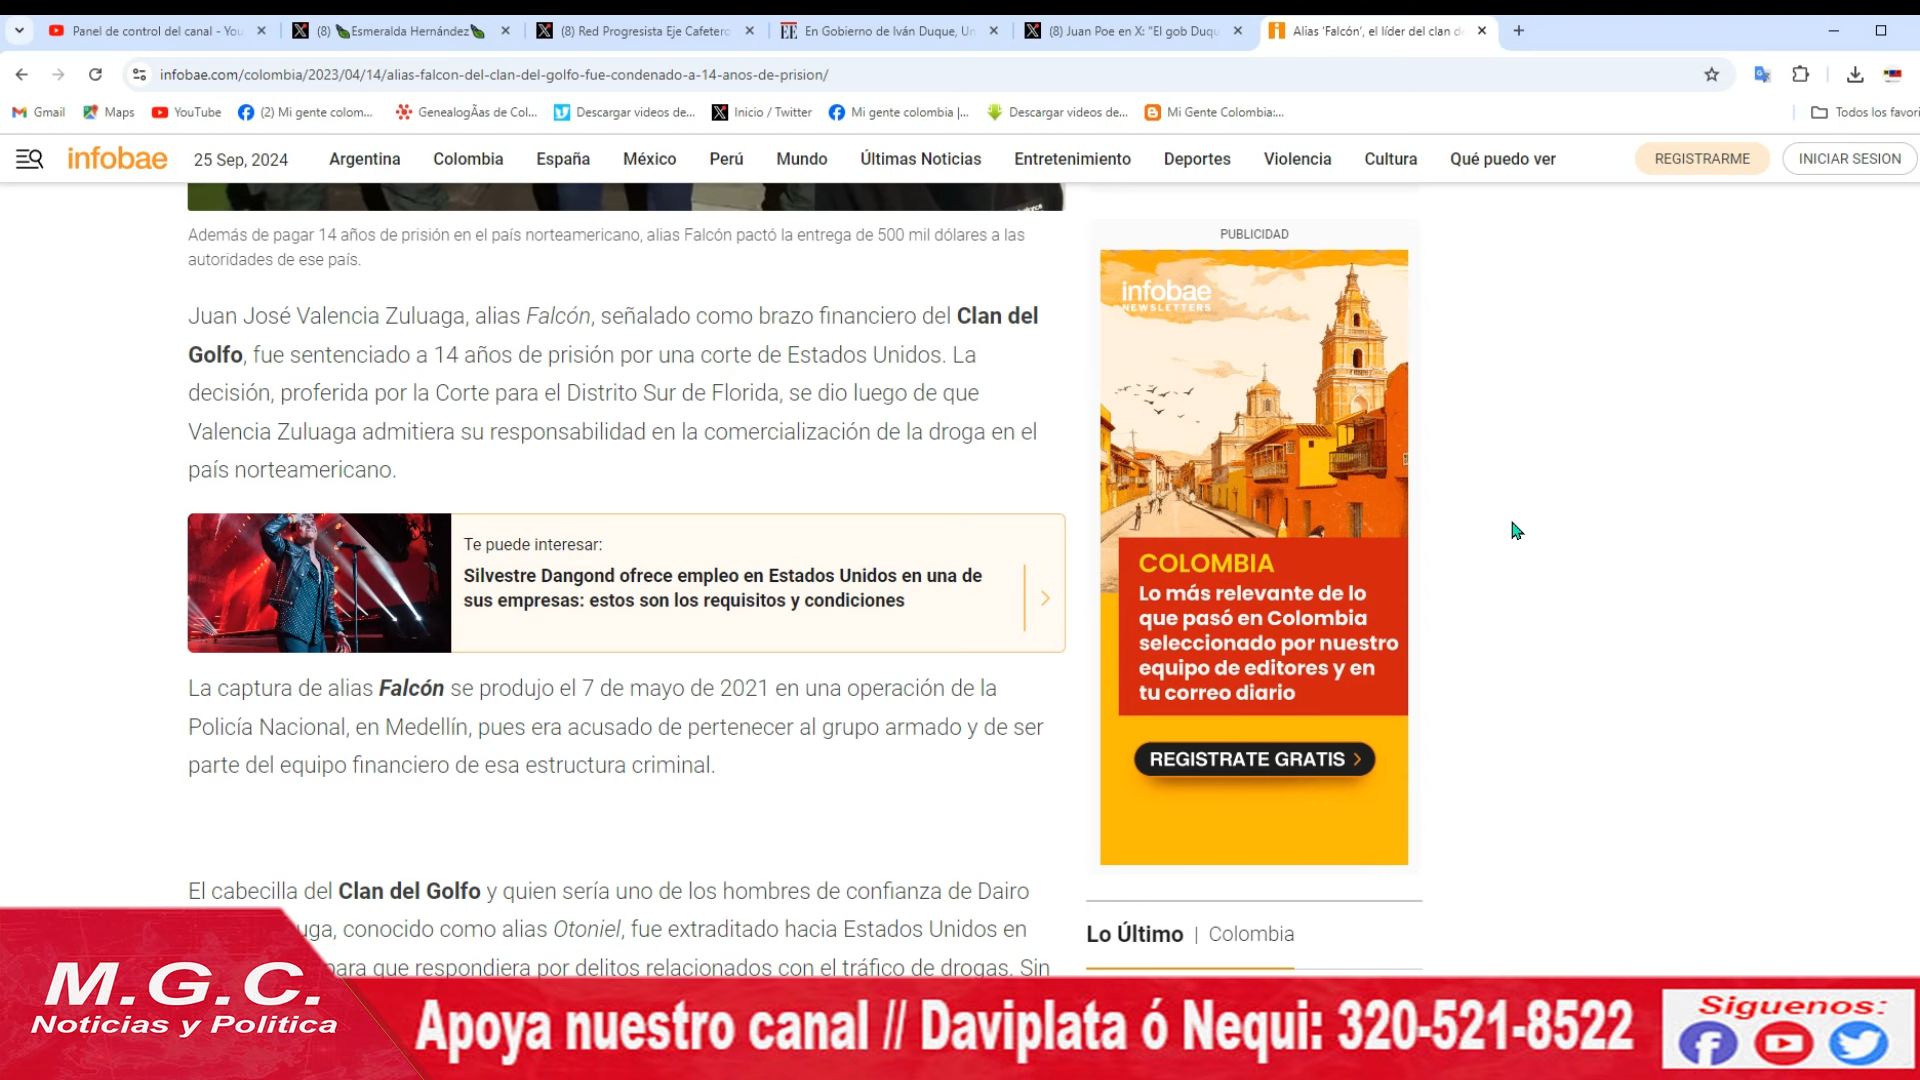 Panel de control del canal - You
(8) Esmeralda Hernández
(8) Red Progresista Eje Cafetero
En Gobierno de Iván Duque, Un
(8) Juan Poe en X: "El gob Duqu
Alias 'Falcón', el líder del clan de
infobae.com/colombia/2023/04/14/alias-falcon-del-clan-del-golfo-fue-condenado-a-14-anos-de-prision/
Gmail
Maps
YouTube
(2) Mi gente colom...
GenealogÃas de Col...
Descargar videos de...
Inicio / Twitter
Mi gente colombia |...
Descargar videos de...
Mi Gente Colombia:...
Todos los favori
infobae
25 Sep, 2024
Argentina
Colombia
España
México
Perú
Mundo
Últimas Noticias
Entretenimiento
Deportes
Violencia
Cultura
Qué puedo ver
REGISTRARME
INICIAR SESION
Además de pagar 14 años de prisión en el país norteamericano, alias Falcón pactó la entrega de 500 mil dólares a las
autoridades de ese país.
Juan José Valencia Zuluaga, alias Falcón, señalado como brazo financiero del Clan del
Golfo, fue sentenciado a 14 años de prisión por una corte de Estados Unidos. La
decisión, proferida por la Corte para el Distrito Sur de Florida, se dio luego de que
Valencia Zuluaga admitiera su responsabilidad en la comercialización de la droga en el
país norteamericano.
Te puede interesar:
Silvestre Dangond ofrece empleo en Estados Unidos en una de
sus empresas: estos son los requisitos y condiciones
La captura de alias Falcón se produjo el 7 de mayo de 2021 en una operación de la
Policía Nacional, en Medellín, pues era acusado de pertenecer al grupo armado y de ser
parte del equipo financiero de esa estructura criminal.
El cabecilla del Clan del Golfo y quien sería uno de los hombres de confianza de Dairo
uga, conocido como alias Otoniel, fue extraditado hacia Estados Unidos en
para que respondiera por delitos relacionados con el tráfico de drogas. Sin
PUBLICIDAD
infobae
NEWSLETTERS
COLOMBIA
Lo más relevante de lo
que pasó en Colombia
seleccionado por nuestro
equipo de editores y en
tu correo diario
REGISTRATE GRATIS >
Lo Último | Colombia
M.G.C.
Noticias y Politica
Apoya nuestro canal // Daviplata ó Nequi: 320-521-8522
Siguenos: